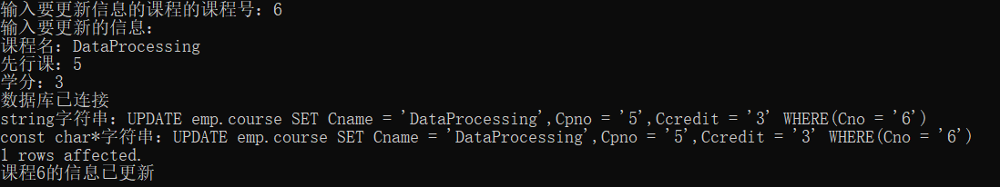 输入要更新信息的课程的课程号：6
输入要更新的信息：
课程名：DataProcessing
先行课：5
学分：3
数据库已连接
string字符串：UPDATE emp.course SET Cname = 'DataProcessing',Cpno = '5',Ccredit = '3' WHERE(Cno = '6')
const char*字符串：UPDATE emp.course SET Cname = 'DataProcessing',Cpno = '5',Ccredit = '3' WHERE(Cno = '6')
1 rows affected.
课程6的信息已更新